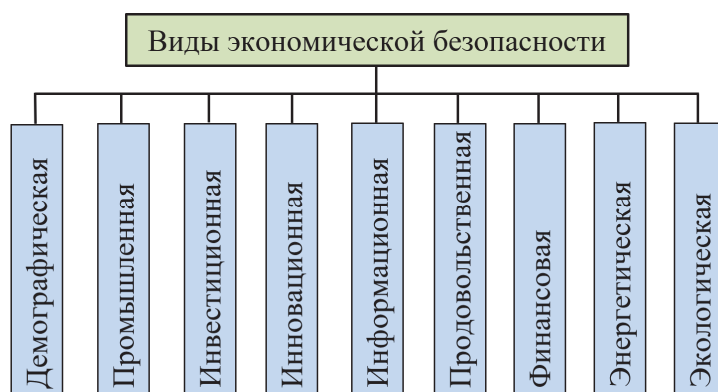 Виды экономической безопасности
Демографическая
Промышленная
Инвестиционная
Инновационная
Информационная
Продовольственная
Финансовая
Энергетическая
Экологическая